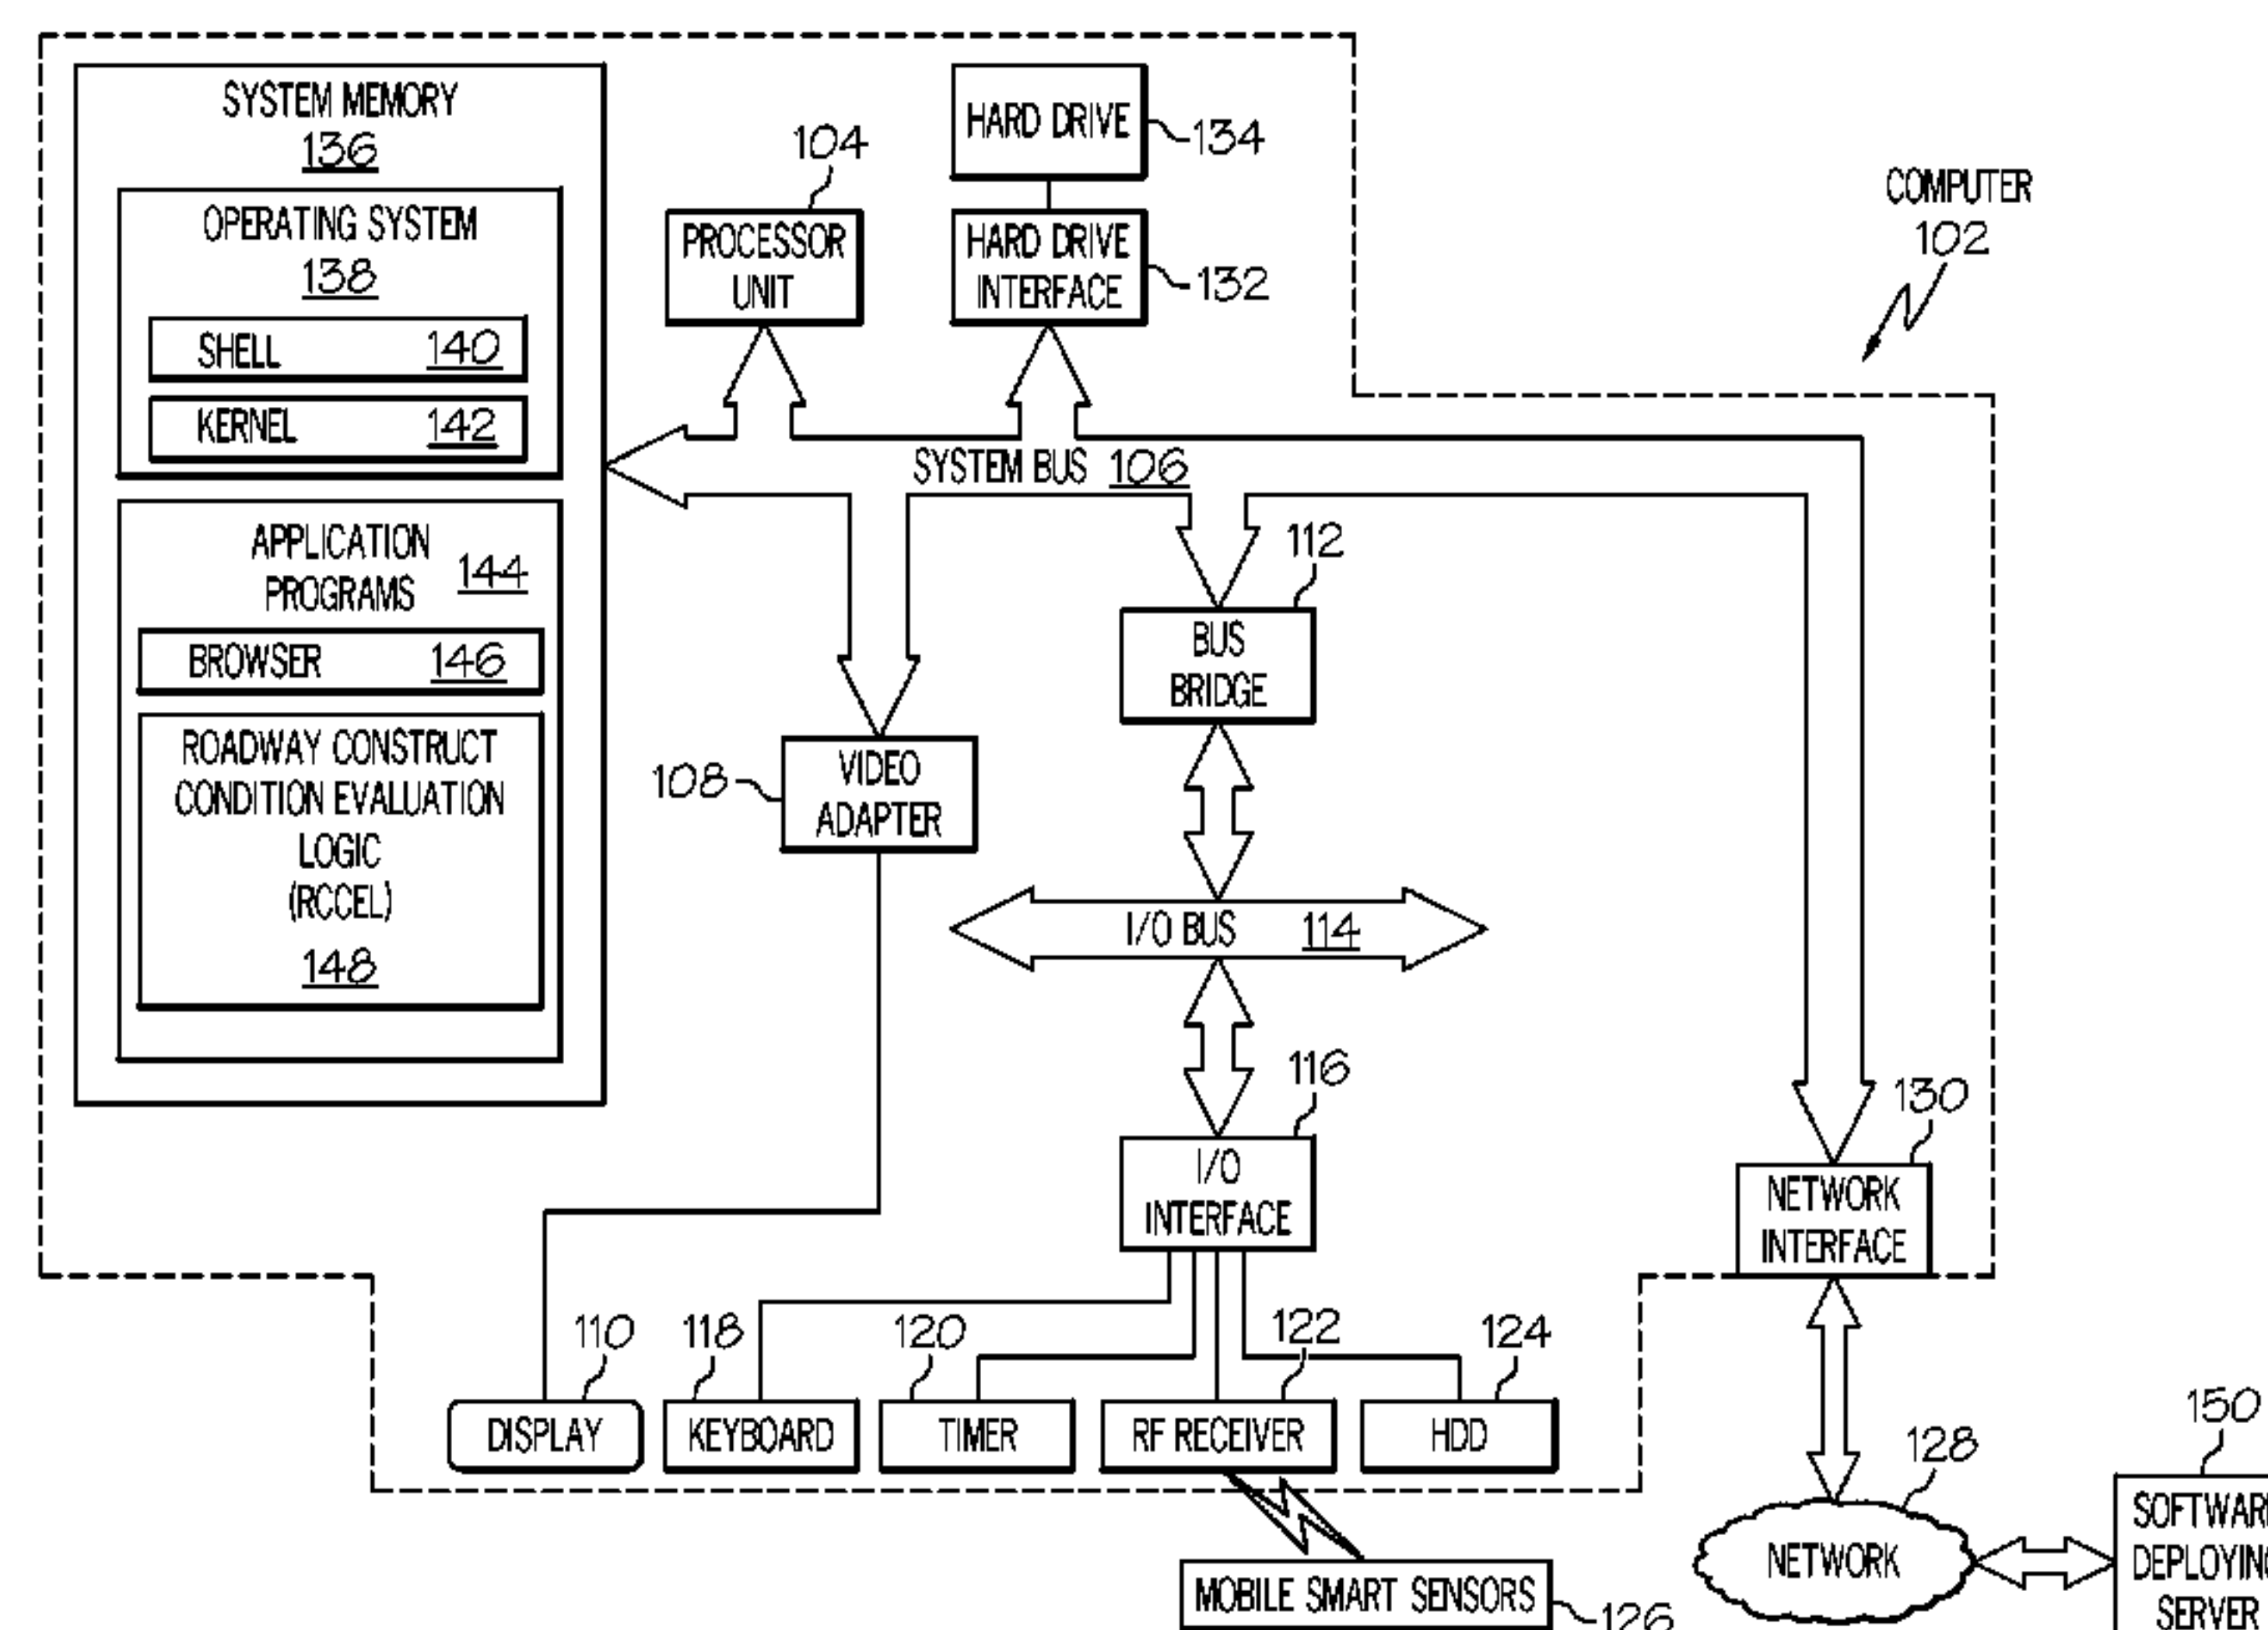 SYSTEM MEMORY
136
OPERATING SYSTEM
138
SHELL 140
KERNEL 142
APPLICATION
PROGRAMS 144
BROWSER 146
ROADWAY CONSTRUCT
CONDITION EVALUATION
LOGIC
(RCCEL)
148
104
PROCESSOR
UNIT
HARD DRIVE
134
HARD DRIVE
INTERFACE
132
COMPUTER
102
SYSTEM BUS 106
112
BUS
BRIDGE
108
VIDEO
ADAPTER
I/O BUS 114
116
I/O
INTERFACE
130
NETWORK
INTERFACE
110
DISPLAY
118
KEYBOARD
120
TIMER
122
RF RECEIVER
124
HDD
MOBILE SMART SENSORS
126
128
NETWORK
150
DEPLOYING
SERVER